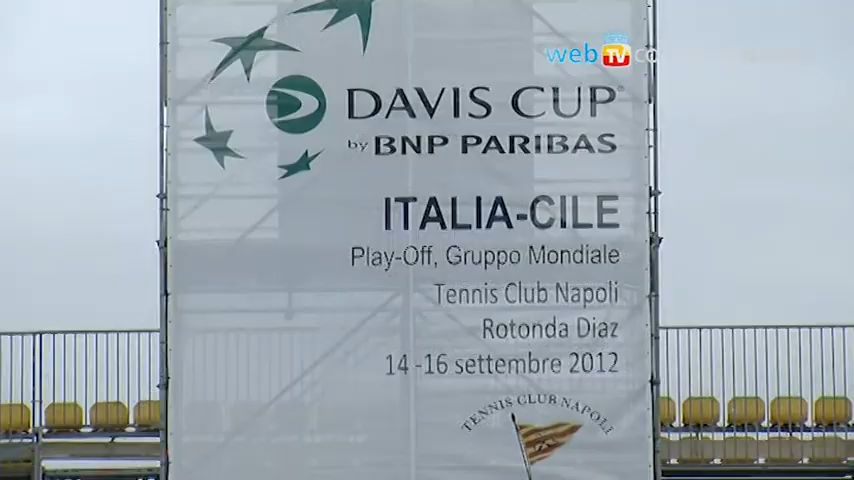 webTV
DAVIS CUP
by BNP PARIBAS
ITALIA-CILE
Play-Off, Gruppo Mondiale
Tennis Club Napoli
Rotonda Diaz
14 -16 settembre 2012
TENNIS CLUB NAPOLI